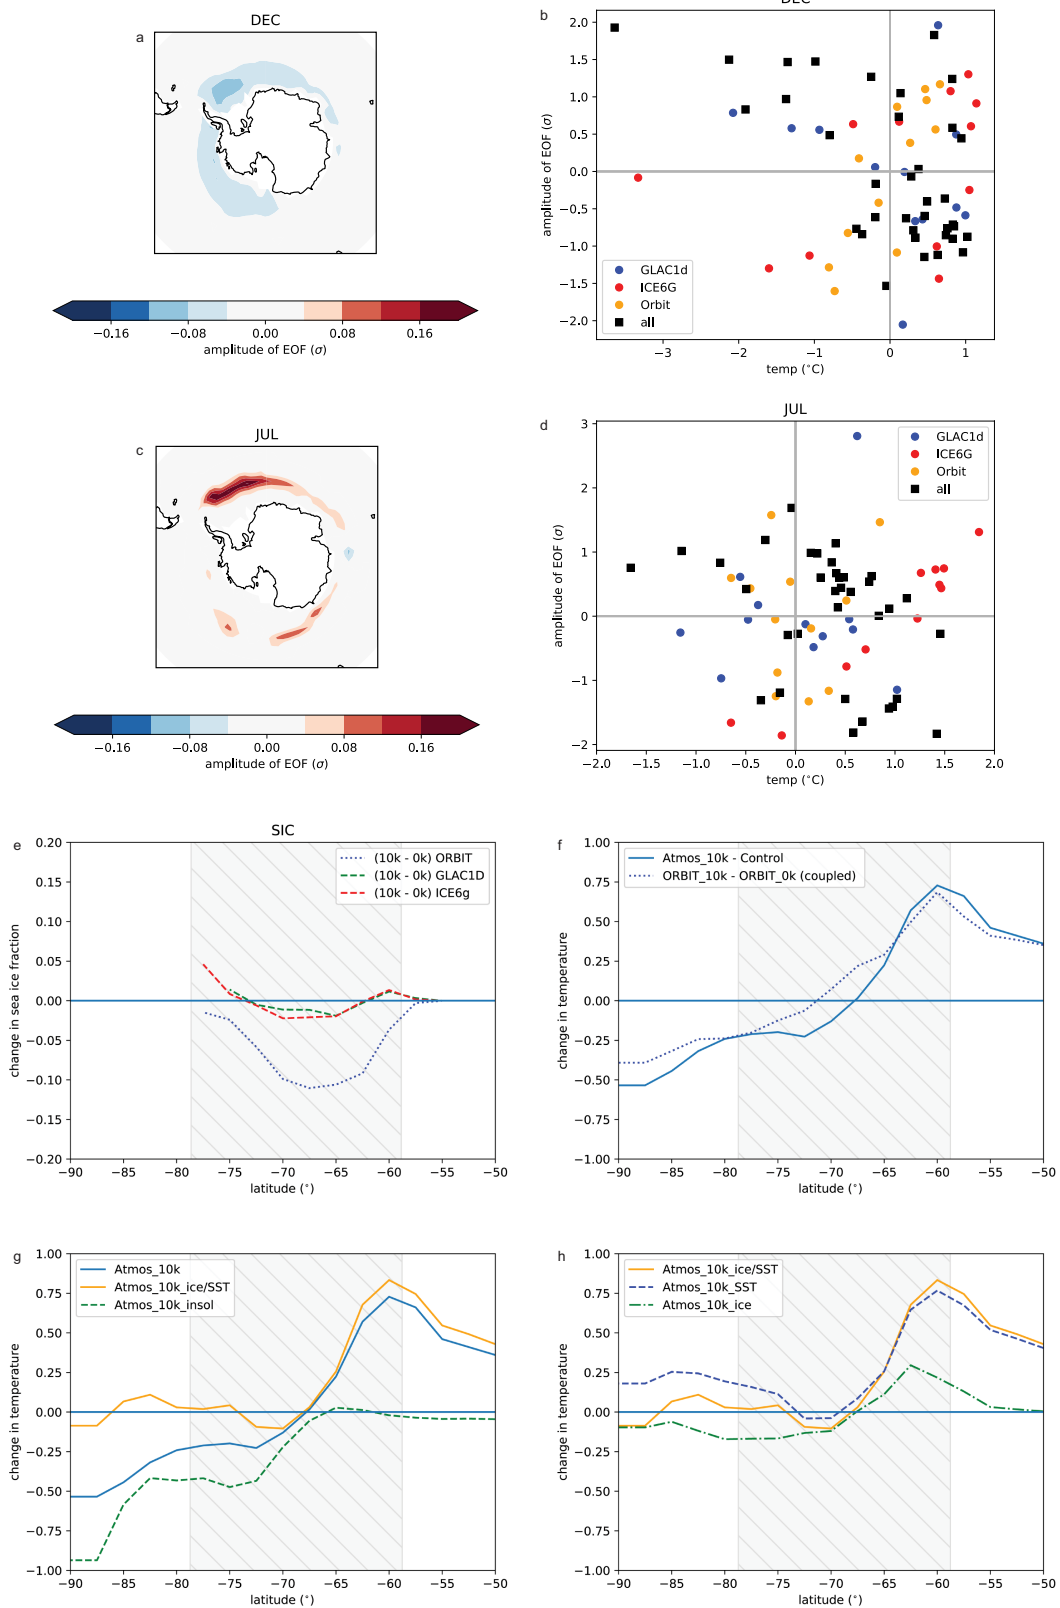 a
DEC
−0.16 −0.08 0.00 0.08 0.16
amplitude of EOF (σ)
b
DEC
2.0
1.5
1.0
0.5
0.0
−0.5
−1.0
−1.5
−2.0
amplitude of EOF (σ)
GLAC1d
ICE6G
Orbit
all
−3 −2 −1 0 1
temp (°C)
c
JUL
−0.16 −0.08 0.00 0.08 0.16
amplitude of EOF (σ)
d
JUL
3
2
1
0
−1
−2
amplitude of EOF (σ)
GLAC1d
ICE6G
Orbit
all
−2.0 −1.5 −1.0 −0.5 0.0 0.5 1.0 1.5 2.0
temp (°C)
e
SIC
0.20
0.15
0.10
0.05
0.00
−0.05
−0.10
−0.15
−0.20
change in sea ice fraction
(10k - 0k) ORBIT
(10k - 0k) GLAC1D
(10k - 0k) ICE6g
−90 −85 −80 −75 −70 −65 −60 −55 −50
latitude (°)
f
1.00
0.75
0.50
0.25
0.00
−0.25
−0.50
−0.75
−1.00
change in temperature
Atmos_10k - Control
ORBIT_10k - ORBIT_0k (coupled)
−90 −85 −80 −75 −70 −65 −60 −55 −50
latitude (°)
g
1.00
0.75
0.50
0.25
0.00
−0.25
−0.50
−0.75
−1.00
change in temperature
Atmos_10k
Atmos_10k_ice/SST
Atmos_10k_insol
−90 −85 −80 −75 −70 −65 −60 −55 −50
latitude (°)
h
1.00
0.75
0.50
0.25
0.00
−0.25
−0.50
−0.75
−1.00
change in temperature
Atmos_10k_ice/SST
Atmos_10k_SST
Atmos_10k_ice
−90 −85 −80 −75 −70 −65 −60 −55 −50
latitude (°)